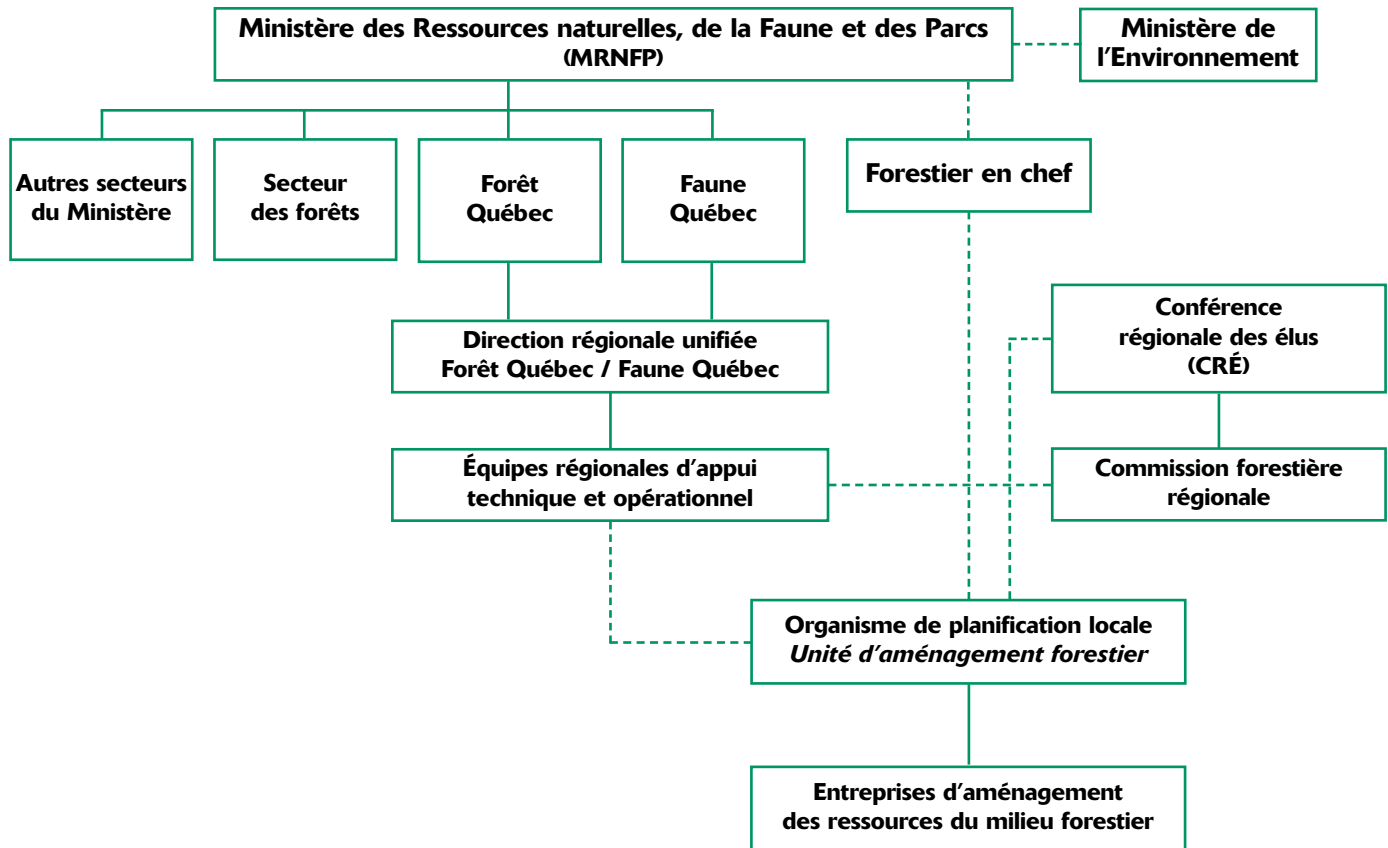 Ministère des Ressources naturelles, de la Faune et des Parcs
(MRNFP)
Ministère de
l'Environnement
Autres secteurs
du Ministère
Secteur
des forêts
Forêt
Québec
Faune
Québec
Forestier en chef
Conférence
régionale des élus
(CRÉ)
Direction régionale unifiée
Forêt Québec / Faune Québec
Équipes régionales d'appui
technique et opérationnel
Commission forestière
régionale
Organisme de planification locale
Unité d'aménagement forestier
Entreprises d'aménagement
des ressources du milieu forestier